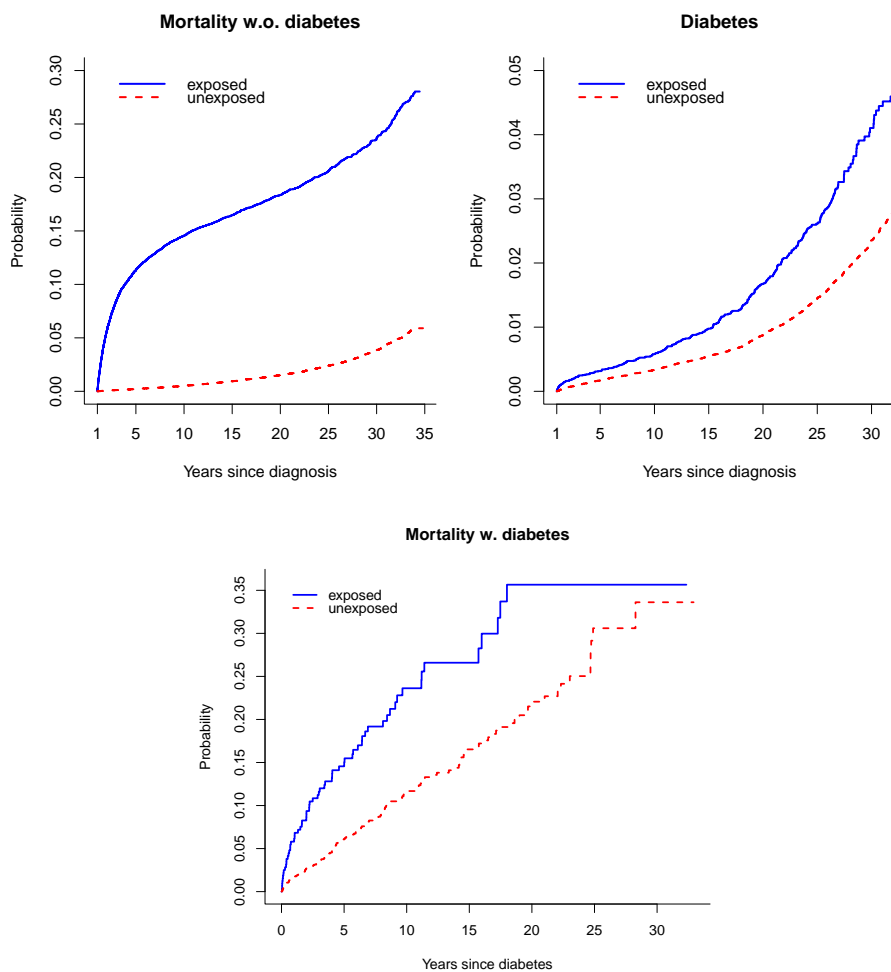 Mortality w.o. diabetes
exposed
unexposed
Probability
0.00 0.05 0.10 0.15 0.20 0.25 0.30
1 5 10 15 20 25 30 35
Years since diagnosis
Diabetes
exposed
unexposed
Probability
0.00 0.01 0.02 0.03 0.04 0.05
1 5 10 15 20 25 30
Years since diagnosis
Mortality w. diabetes
exposed
unexposed
Probability
0.00 0.05 0.10 0.15 0.20 0.25 0.30 0.35
0 5 10 15 20 25 30
Years since diabetes